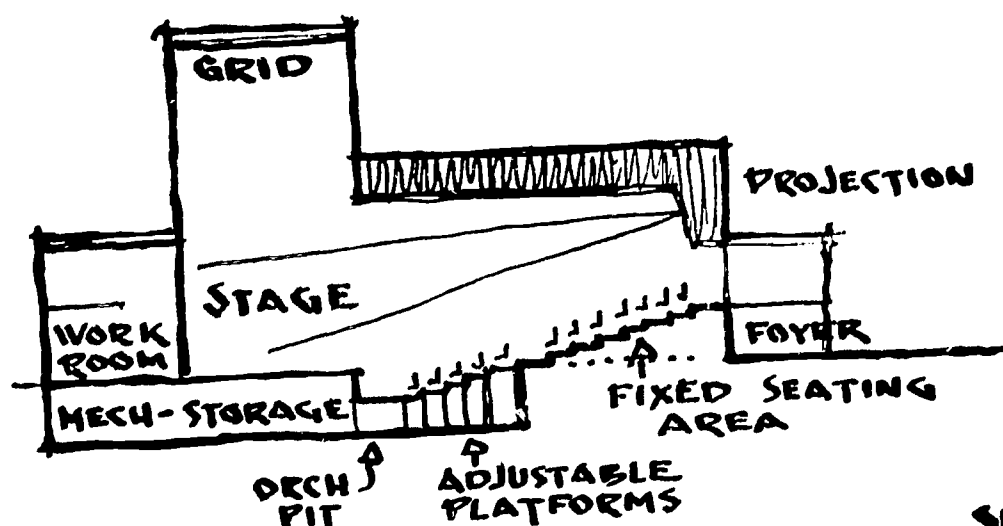 GRID
PROJECTION
STAGE
WORK
ROOM
FOYER
MECH-STORAGE
FIXED SEATING
AREA
ORCH
PIT
ADJUSTABLE
PLATFORMS